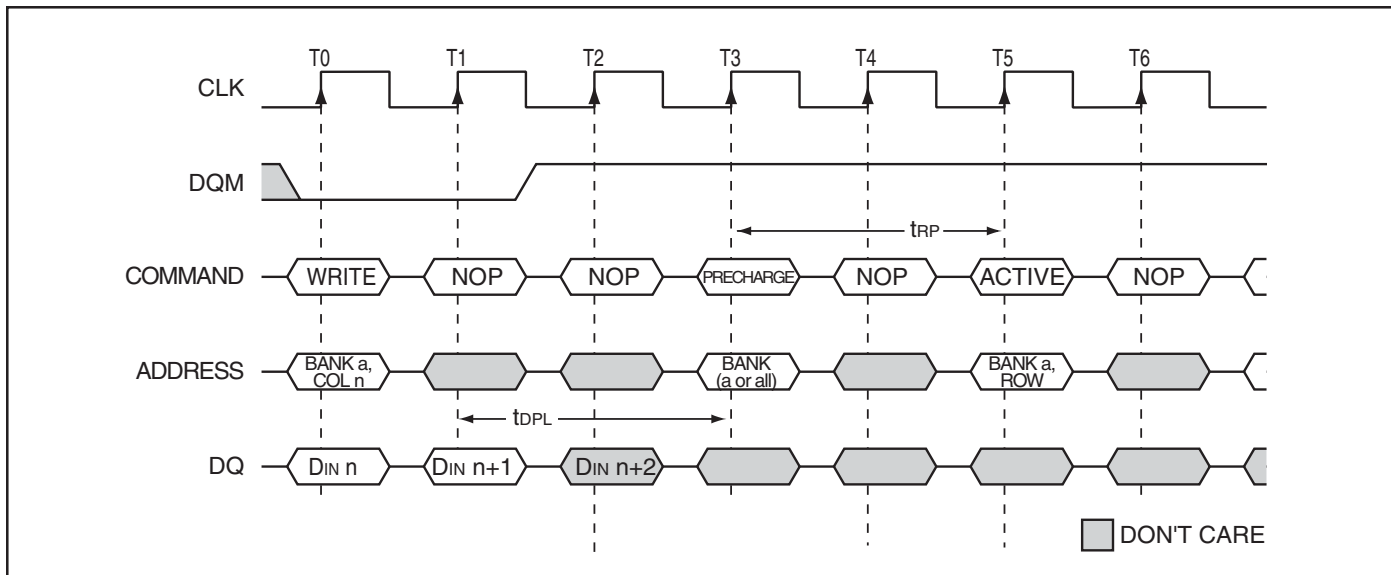 T0 T1 T2 T3 T4 T5 T6
CLK
DQM
tRP
COMMAND WRITE NOP NOP PRECHARGE NOP ACTIVE NOP
ADDRESS BANK a, COL n BANK (a or all) BANK a, ROW
tDPL
DQ DIN n DIN n+1 DIN n+2
DON'T CARE